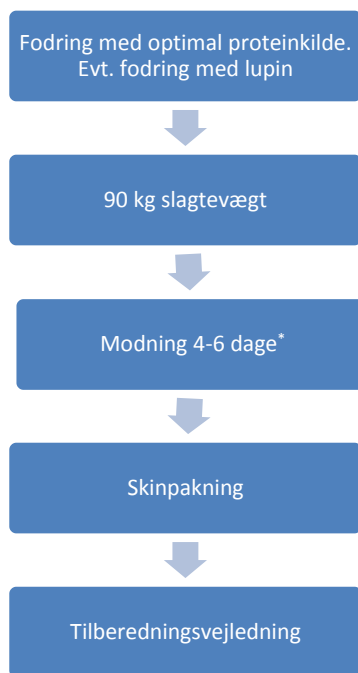 Fodring med optimal proteinkilde.
Evt. fodring med lupin
90 kg slagtevægt
Modning 4-6 dage*
Skinpakning
Tilberedningsvejledning